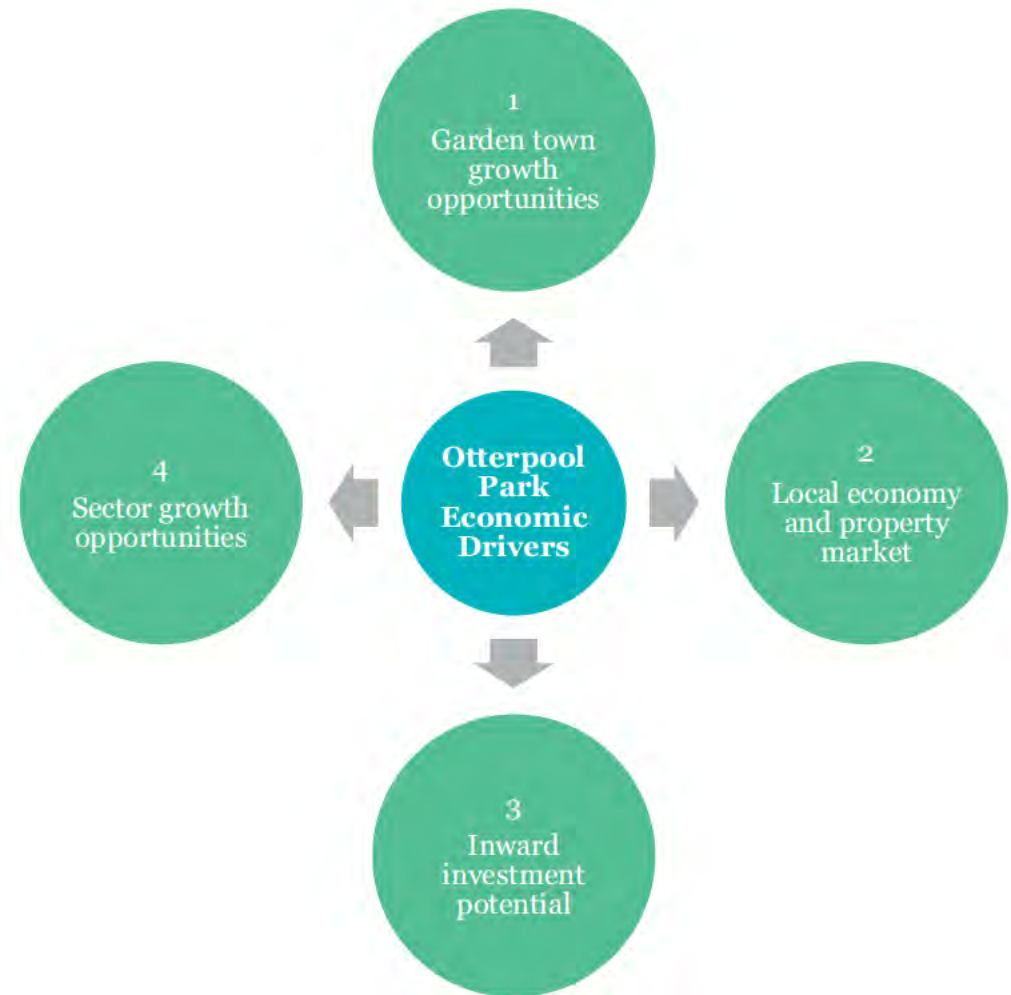 1
Garden town
growth
opportunities
4
Sector growth
opportunities
Otterpool
Park
Economic
Drivers
2
Local economy
and property
market
3
Inward
investment
potential